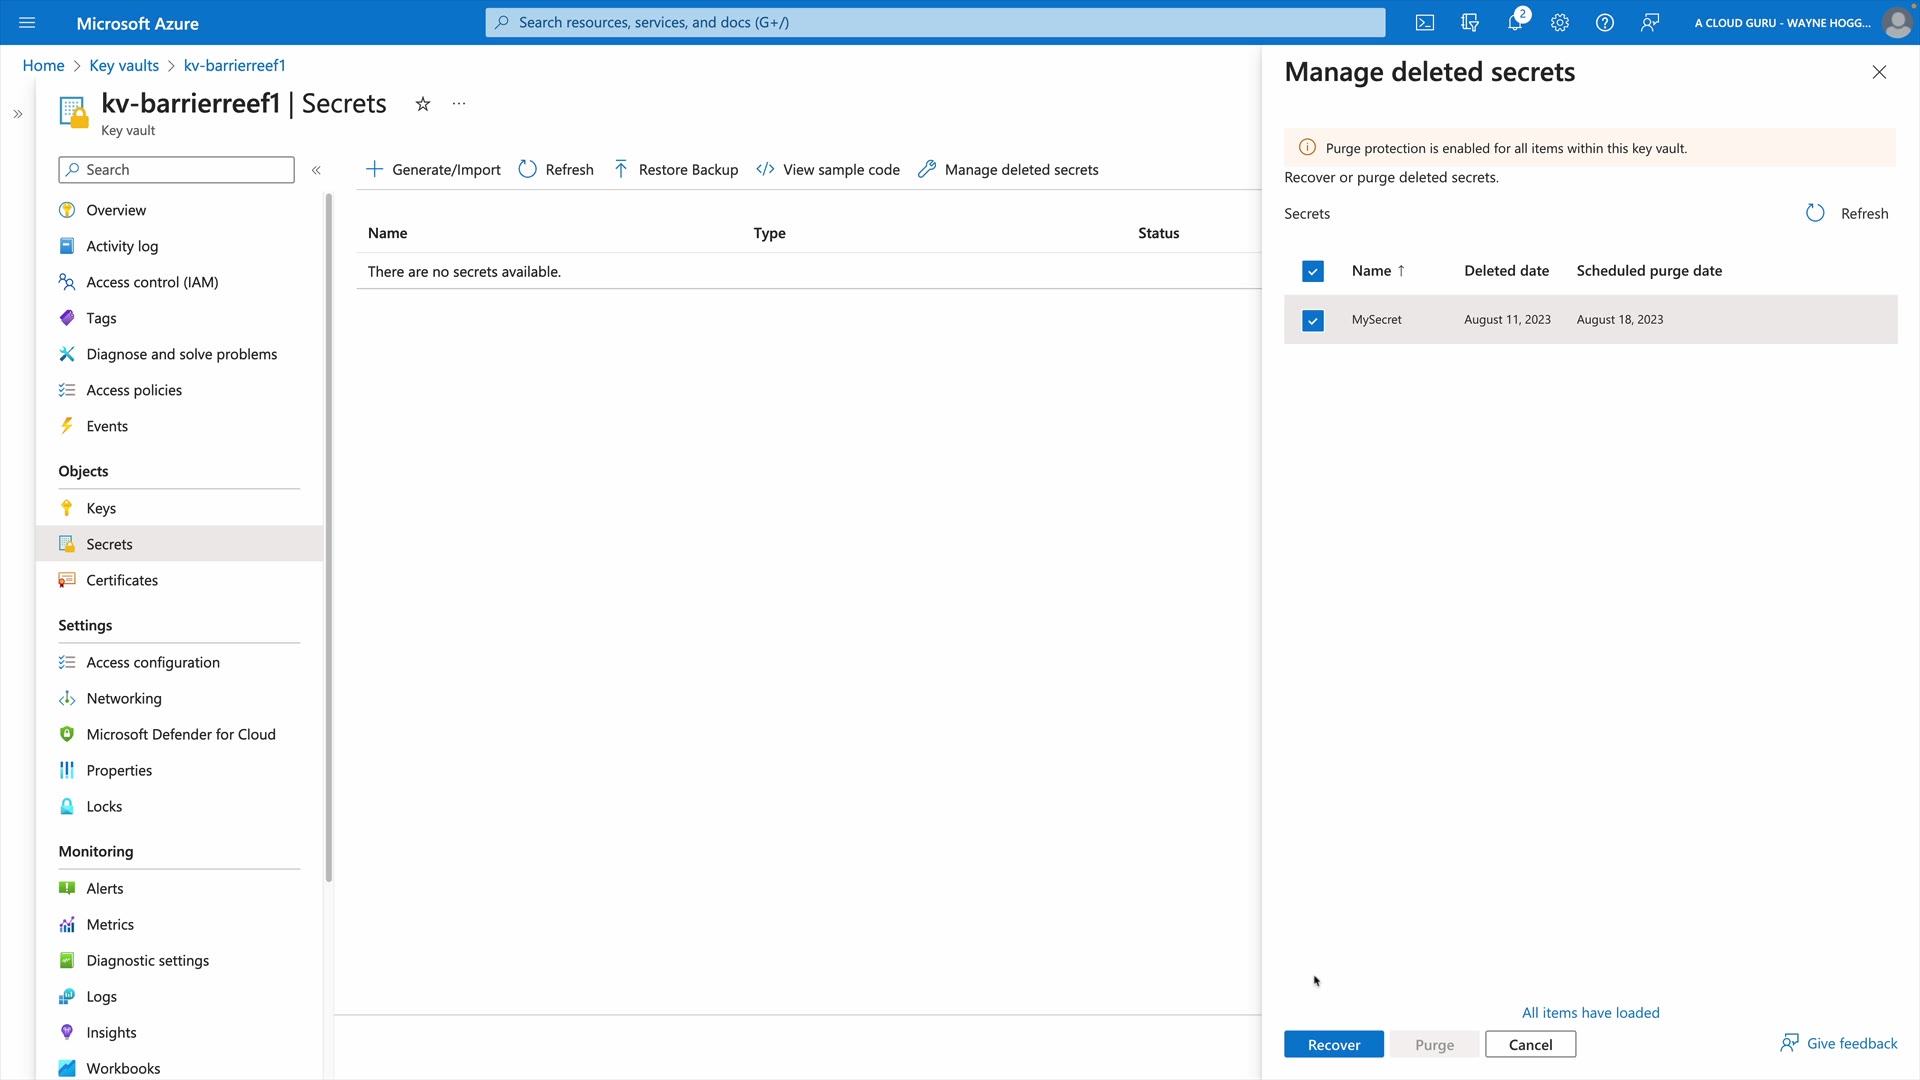 Microsoft Azure
Search resources, services, and docs (G+/)
2
A CLOUD GURU - WAYNE HOGG...
Home > Key vaults > kv-barrierreef1
kv-barrierreef1 | Secrets
Key vault
Search
Overview
Activity log
Access control (IAM)
Tags
Diagnose and solve problems
Access policies
Events
Objects
Keys
Secrets
Certificates
Settings
Access configuration
Networking
Microsoft Defender for Cloud
Properties
Locks
Monitoring
Alerts
Metrics
Diagnostic settings
Logs
Insights
Workbooks
Generate/Import Refresh Restore Backup View sample code Manage deleted secrets
Name Type Status
There are no secrets available.
Manage deleted secrets
Purge protection is enabled for all items within this key vault.
Recover or purge deleted secrets.
Secrets Refresh
Name ↑ Deleted date Scheduled purge date
MySecret August 11, 2023 August 18, 2023
All items have loaded
Recover Purge Cancel Give feedback